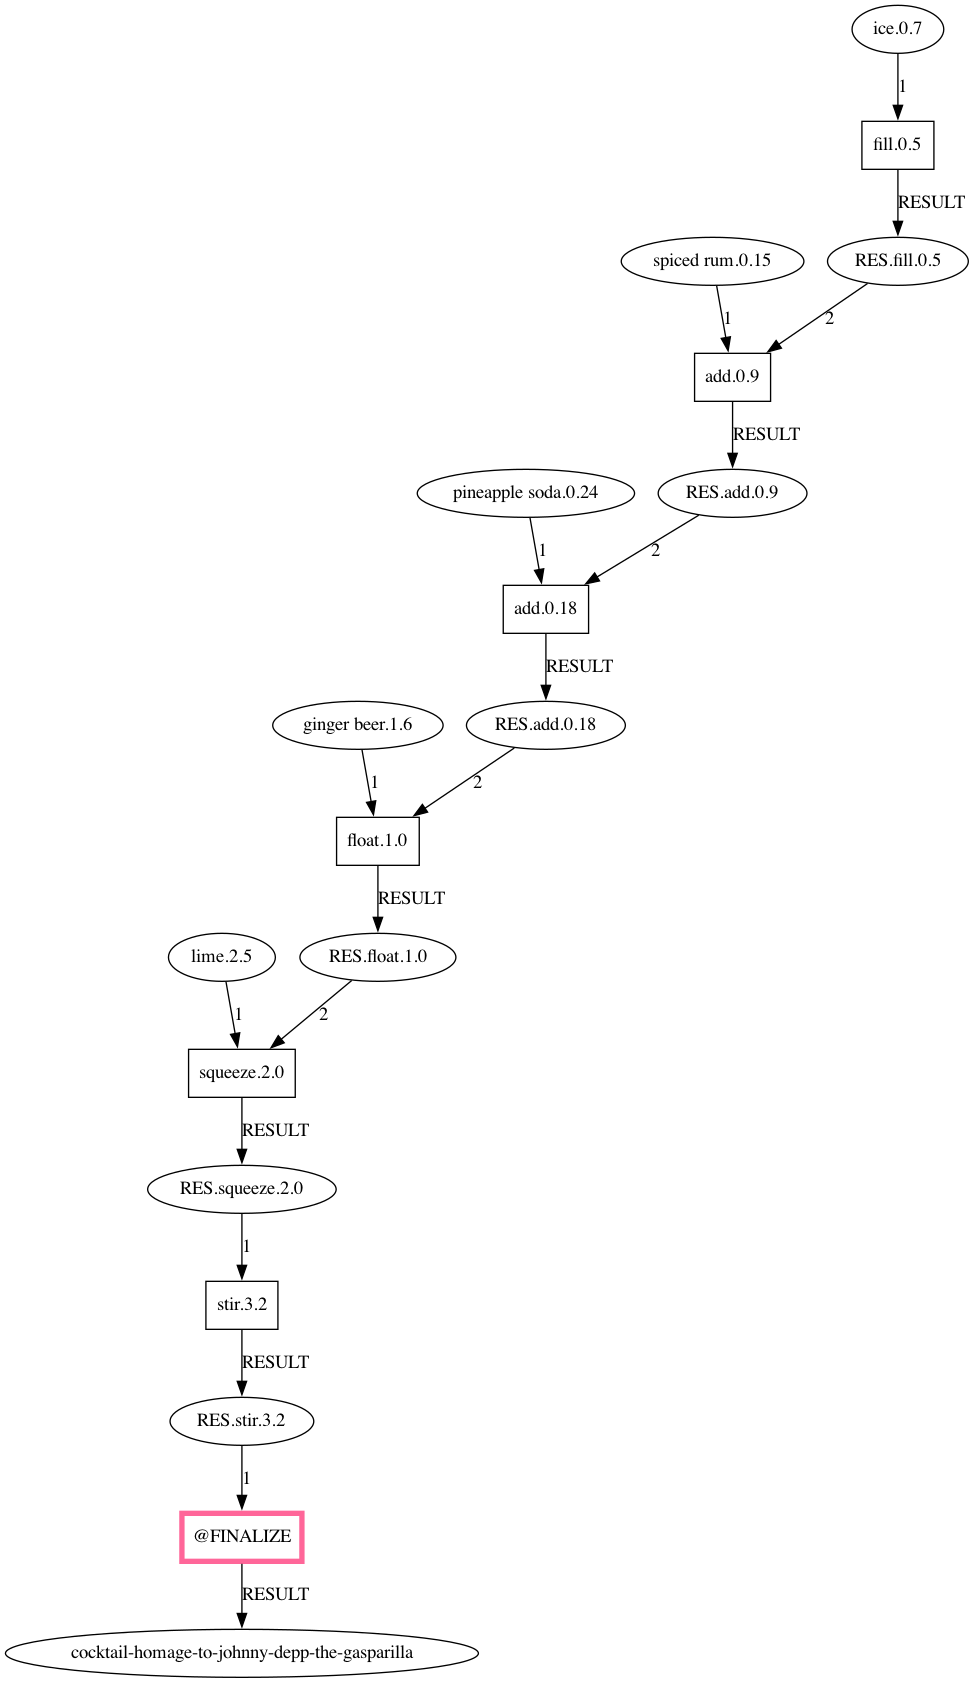 ice.0.7
1
fill.0.5
RESULT
spiced rum.0.15
RES.fill.0.5
1
2
add.0.9
RESULT
pineapple soda.0.24
RES.add.0.9
1
2
add.0.18
RESULT
ginger beer.1.6
RES.add.0.18
1
2
float.1.0
RESULT
lime.2.5
RES.float.1.0
1
2
squeeze.2.0
RESULT
RES.squeeze.2.0
1
stir.3.2
RESULT
RES.stir.3.2
1
@FINALIZE
RESULT
cocktail-homage-to-johnny-depp-the-gasparilla